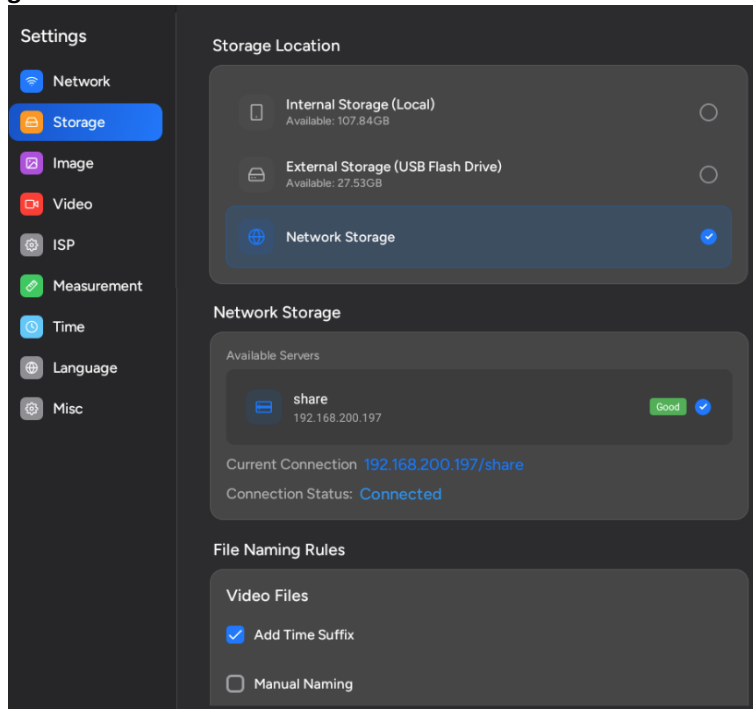 Settings
Network
Storage
Image
Video
ISP
Measurement
Time
Language
Misc
Storage Location
Internal Storage (Local)
Available: 107.84GB
External Storage (USB Flash Drive)
Available: 27.53GB
Network Storage
Network Storage
Available Servers
share
192.168.200.197
Good
Current Connection 192.168.200.197/share
Connection Status: Connected
File Naming Rules
Video Files
Add Time Suffix
Manual Naming